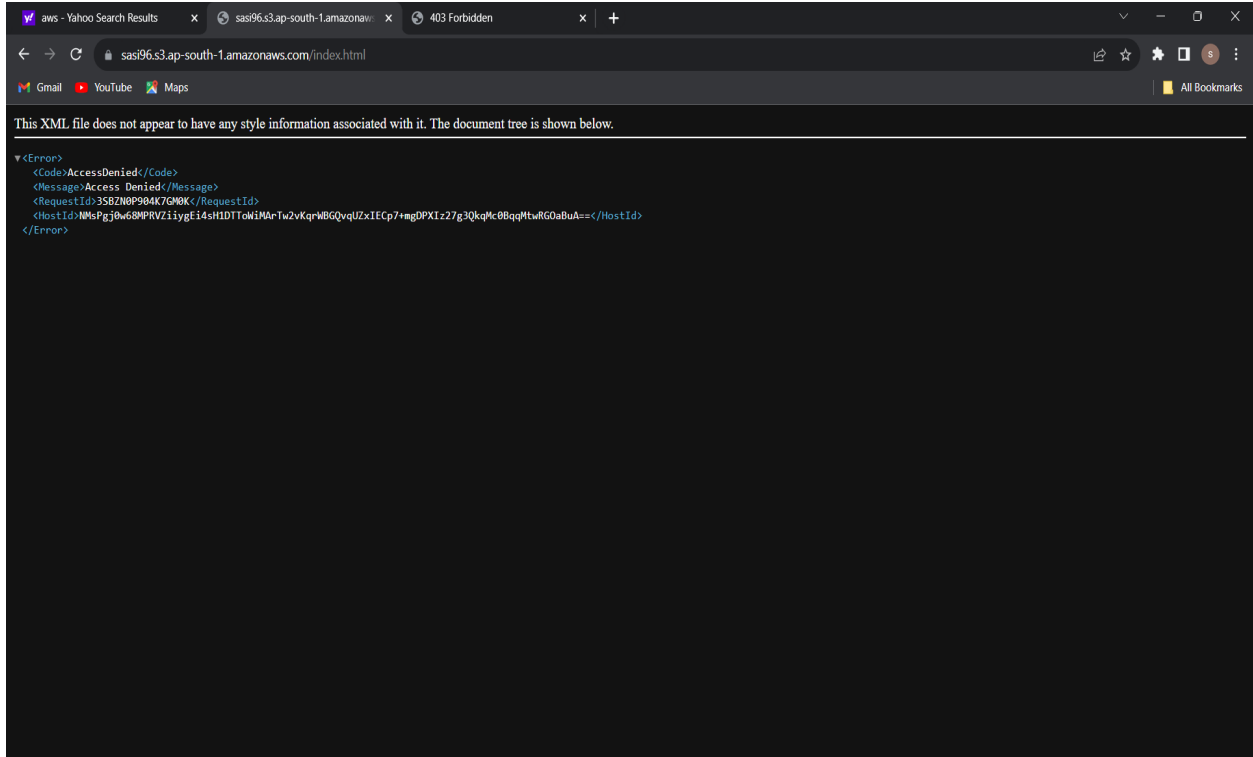 aws - Yahoo Search Results
sasi96.s3.ap-south-1.amazonaw
403 Forbidden
sasi96.s3.ap-south-1.amazonaws.com/index.html
S
Gmail YouTube Maps All Bookmarks
This XML file does not appear to have any style information associated with it. The document tree is shown below.
▼<Error>
<Code>AccessDenied</Code>
<Message>Access Denied</Message>
<RequestId>3SBZN0P904K7GM0K</RequestId>
<HostId>NMsPgj0w68MPRVZiiygEi4sH1DTToWiMArTw2vKqrWBGQvqUZxIECp7+mgDPXIz27g3QkqMc0BqqMtwRGOaBuA==</HostId>
</Error>